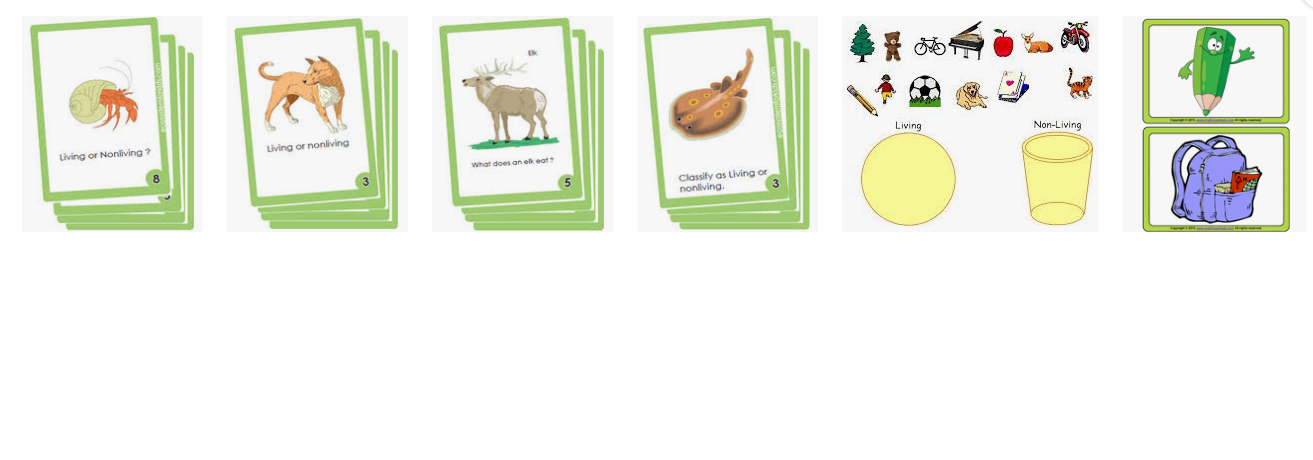 Living or Nonliving ?
8
Living or nonliving
3
Elk
What does an elk eat ?
5
Classify as Living or
nonliving.
3
Living
Non-Living